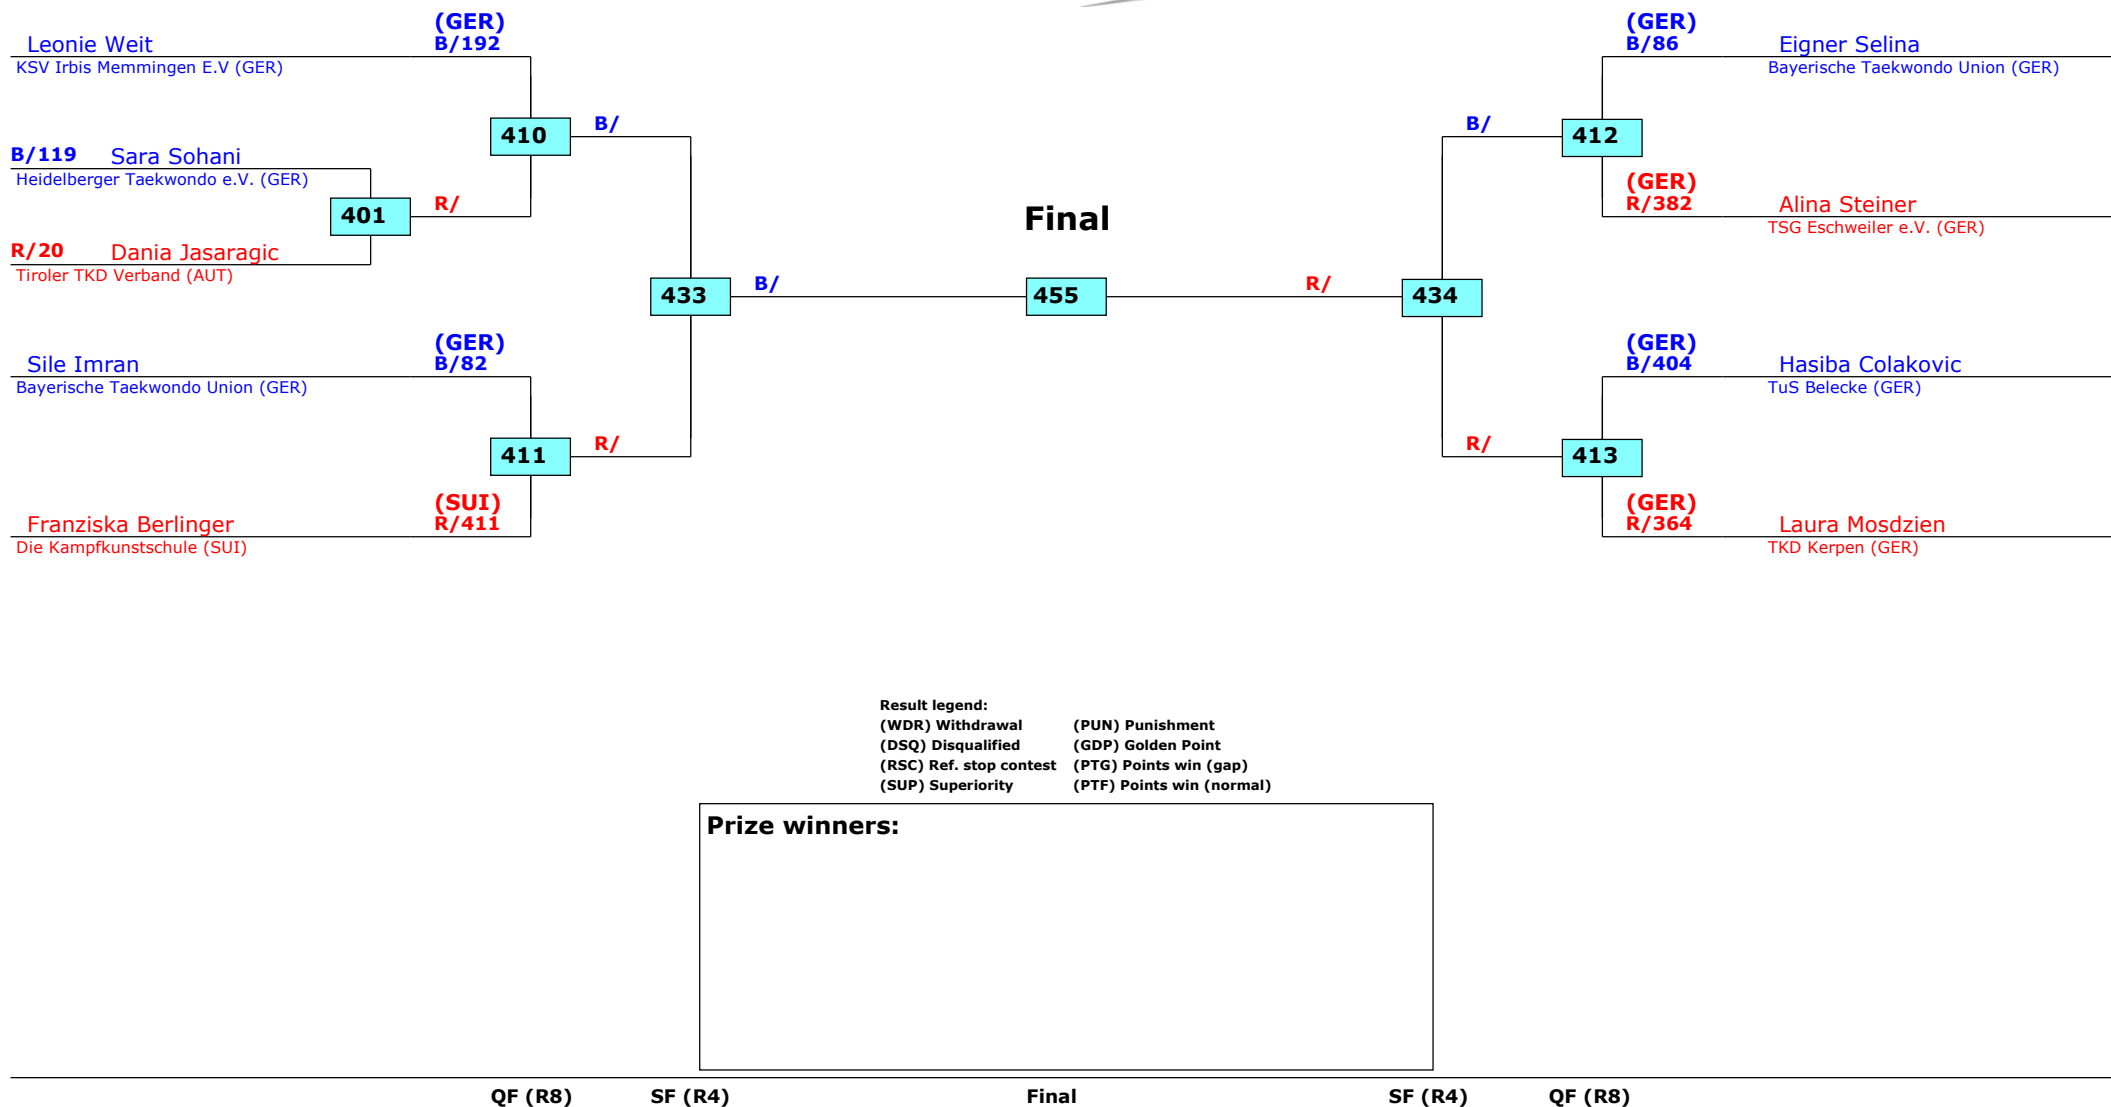 (GER)
Leonie Weit B/192
KSV Irbis Memmingen E.V (GER)
410
B/
B/119 Sara Sohani
Heidelberger Taekwondo e.V. (GER)
401
R/
R/20 Dania Jasaragic
Tiroler TKD Verband (AUT)
433
B/
(GER)
Sile Imran B/82
Bayerische Taekwondo Union (GER)
411
R/
(SUI)
Franziska Berlinger R/411
Die Kampfkunstschule (SUI)
Final
455
(GER)
B/86 Eigner Selina
Bayerische Taekwondo Union (GER)
B/
412
(GER)
R/382 Alina Steiner
TSG Eschweiler e.V. (GER)
R/
434
(GER)
B/404 Hasiba Colakovic
TuS Belecke (GER)
R/
413
(GER)
R/364 Laura Mosdzien
TKD Kerpen (GER)
Result legend:
(WDR) Withdrawal (PUN) Punishment
(DSQ) Disqualified (GDP) Golden Point
(RSC) Ref. stop contest (PTG) Points win (gap)
(SUP) Superiority (PTF) Points win (normal)
Prize winners:
QF (R8) SF (R4) Final SF (R4) QF (R8)